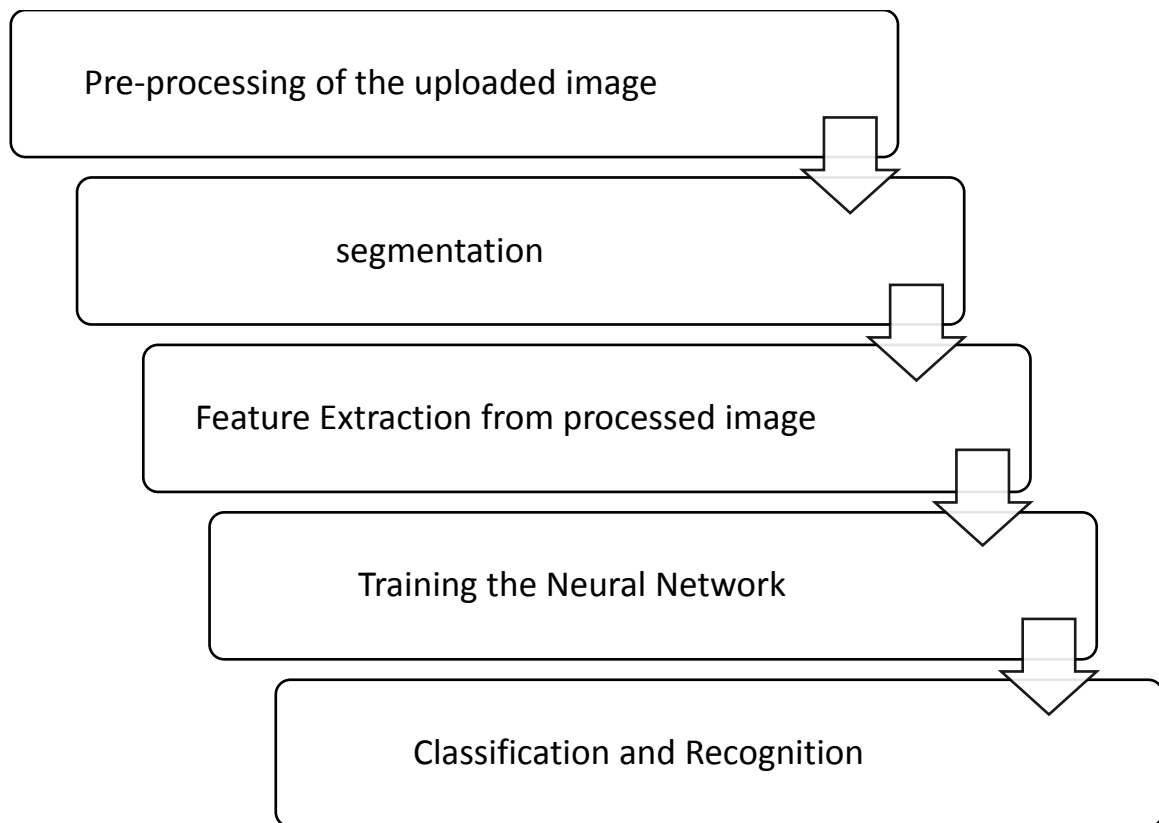 Pre-processing of the uploaded image
segmentation
Feature Extraction from processed image
Training the Neural Network
Classification and Recognition